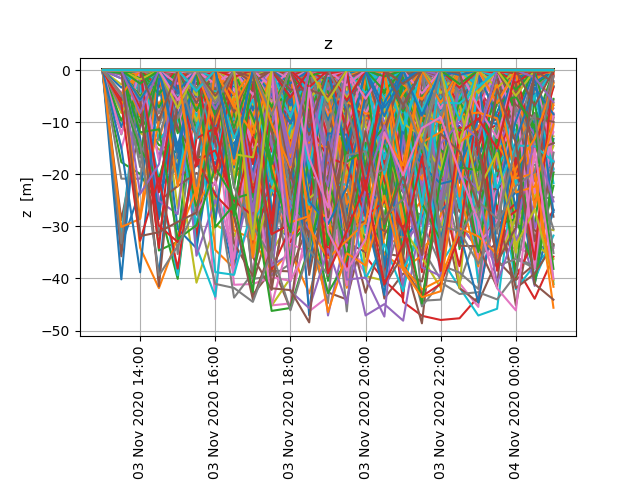 z
0
−10
−20
−30
−40
−50
z [m]
03 Nov 2020 14:00
03 Nov 2020 16:00
03 Nov 2020 18:00
03 Nov 2020 20:00
03 Nov 2020 22:00
04 Nov 2020 00:00